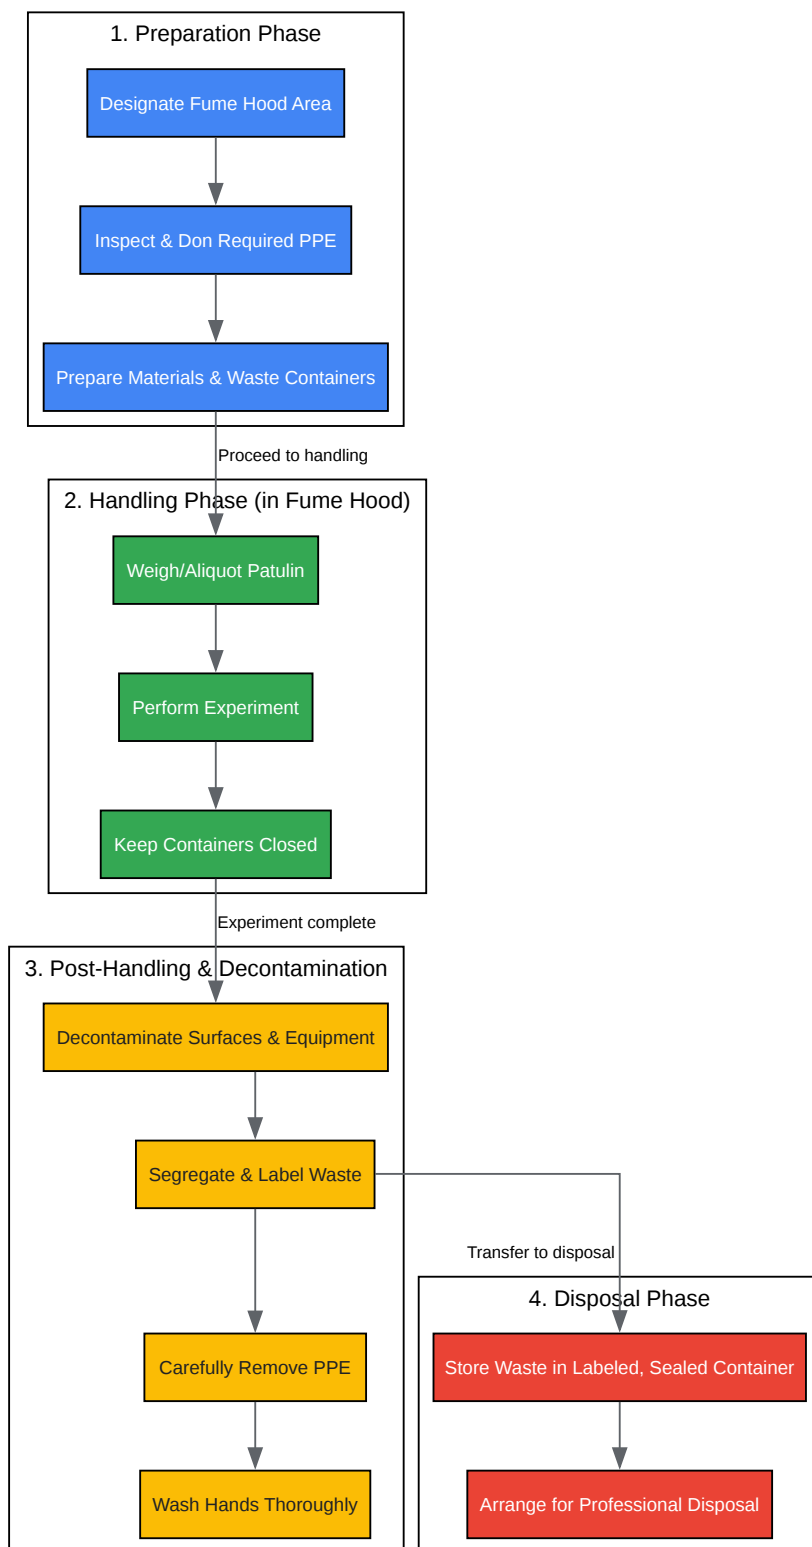 1. Preparation Phase
Designate Fume Hood Area
Inspect & Don Required PPE
Prepare Materials & Waste Containers
Proceed to handling
2. Handling Phase (in Fume Hood)
Weigh/Aliquot Patulin
Perform Experiment
Keep Containers Closed
Experiment complete
3. Post-Handling & Decontamination
Decontaminate Surfaces & Equipment
Segregate & Label Waste
Transfer to disposal
4. Disposal Phase
Carefully Remove PPE
Store Waste in Labeled, Sealed Container
Wash Hands Thoroughly
Arrange for Professional Disposal